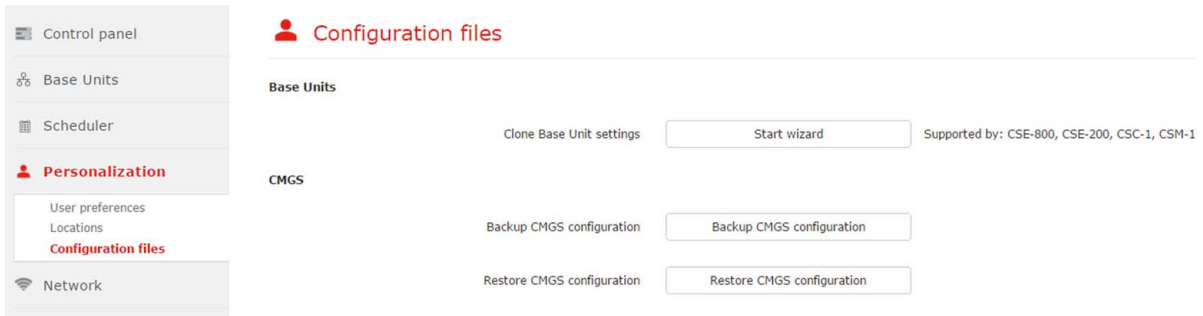 Control panel
Base Units
Scheduler
Personalization
User preferences
Locations
Configuration files
Network
Configuration files
Base Units
Clone Base Unit settings Start wizard Supported by: CSE-800, CSE-200, CSC-1, CSM-1
CMGS
Backup CMGS configuration Backup CMGS configuration
Restore CMGS configuration Restore CMGS configuration